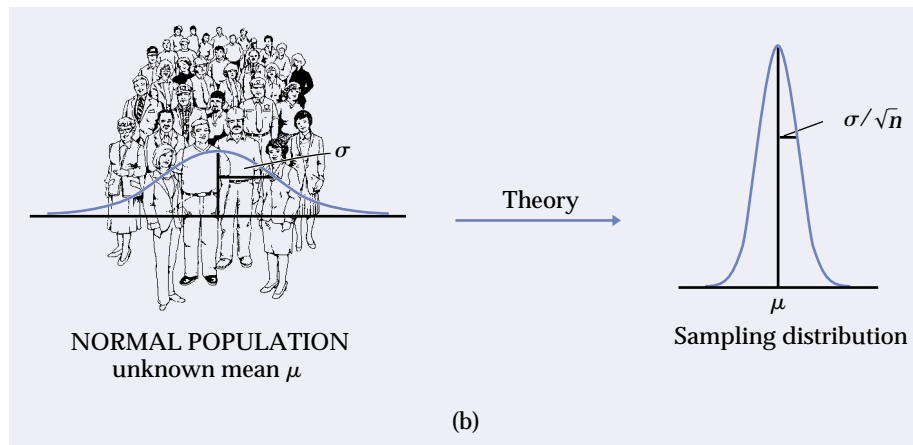 σ
Theory
σ/√n
μ
NORMAL POPULATION
unknown mean μ
Sampling distribution
(b)